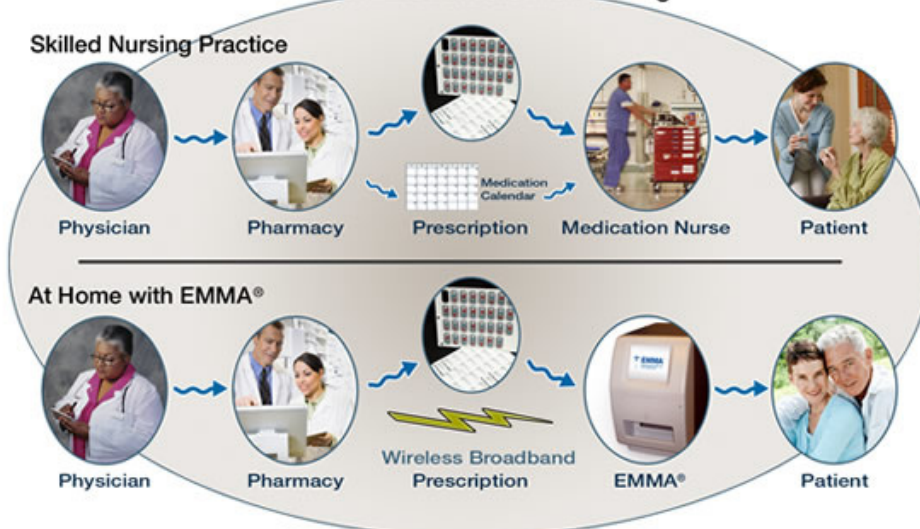 Skilled Nursing Practice
Medication
Calendar
Physician
Pharmacy
Prescription
Medication Nurse
Patient
At Home with EMMA®
EMMA
Wireless Broadband
Physician
Pharmacy
Prescription
EMMA®
Patient